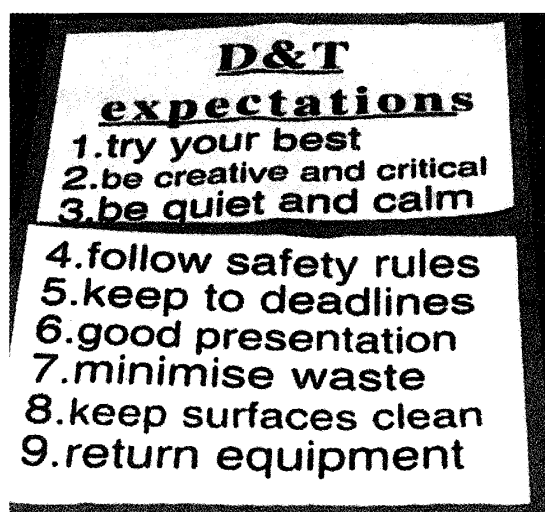 D&T
expectations
1.try your best
2.be creative and critical
3.be quiet and calm
4.follow safety rules
5.keep to deadlines
6.good presentation
7.minimise waste
8.keep surfaces clean
9.return equipment